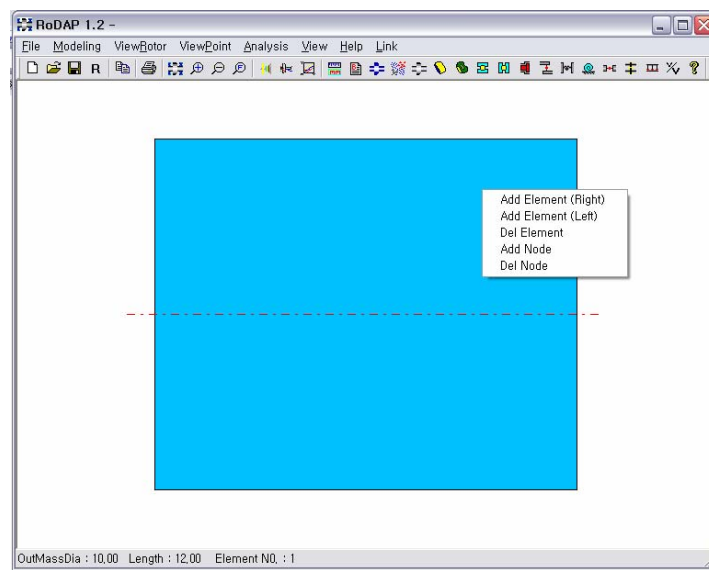 RoDAP 1.2 -
File Modeling ViewRotor ViewPoint Analysis View Help Link
R
Add Element (Right)
Add Element (Left)
Del Element
Add Node
Del Node
OutMassDia : 10,00 Length : 12,00 Element NO, : 1